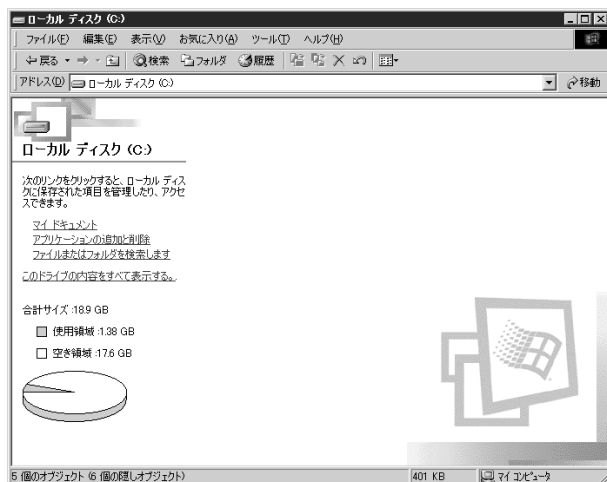 ローカル ディスク (C:)
ファイル(F) 編集(E) 表示(V) お気に入り(A) ツール(T) ヘルプ(H)
戻る 検索 フォルダ 履歴
アドレス(D) ローカル ディスク (C:) 移動
ローカル ディスク (C:)
次のリンクをクリックすると、ローカル ディス
クに保存された項目を管理したり、アクセ
スできます。
マイ ドキュメント
アプリケーションの追加と削除
ファイルまたはフォルダを検索します
このドライブの内容をすべて表示する。
合計サイズ :18.9 GB
使用領域 :1.38 GB
空き領域 :17.6 GB
5 個のオブジェクト (6 個の隠しオブジェクト) 401 KB マイ コンピュータ